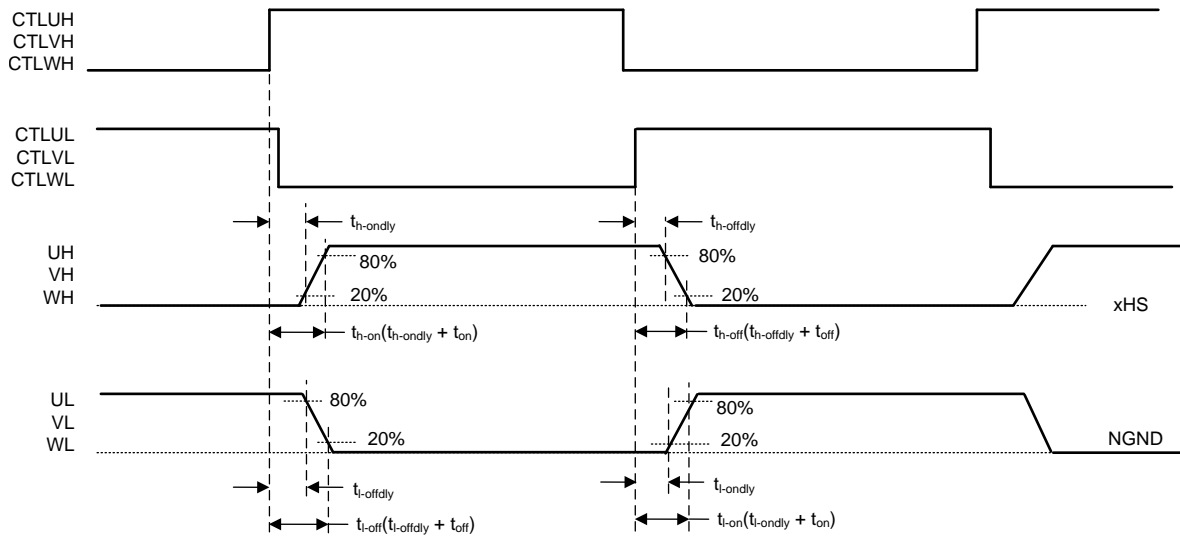 CTLUH
CTLVH
CTLWH
CTLUL
CTLVL
CTLWL
th-ondly
th-offdly
UH
VH
WH
80%
20%
80%
20%
xHS
th-on(th-ondly + ton)
th-off(th-offdly + toff)
UL
VL
WL
80%
20%
80%
20%
NGND
tl-offdly
tl-ondly
tl-off(tl-offdly + toff)
tl-on(tl-ondly + ton)